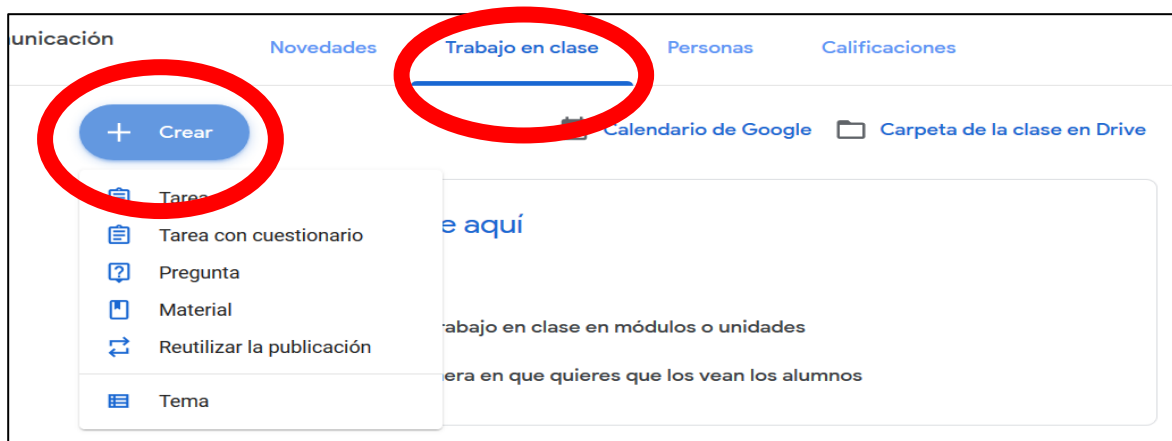 unicación
Novedades Trabajo en clase Personas Calificaciones
+ Crear
Calendario de Google Carpeta de la clase en Drive
Tarea
Tarea con cuestionario
e aquí
Pregunta
Material
rabajo en clase en módulos o unidades
Reutilizar la publicación
era en que quieres que los vean los alumnos
Tema